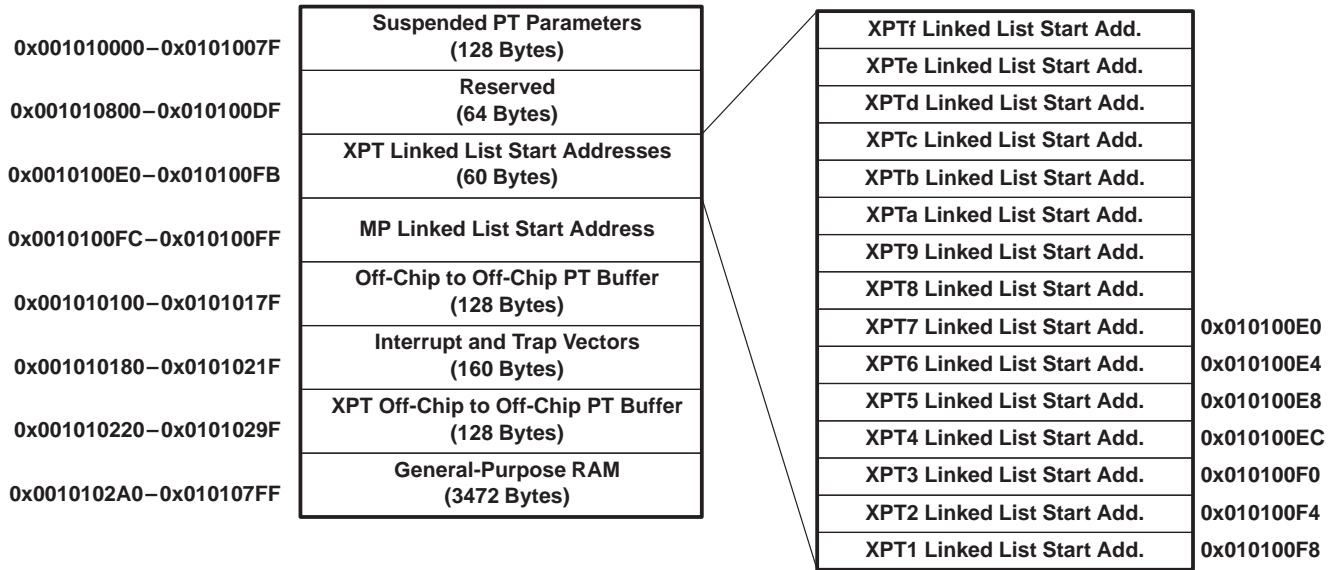 0x001010000–0x0101007F
Suspended PT Parameters
(128 Bytes)
0x001010800–0x010100DF
Reserved
(64 Bytes)
0x0010100E0–0x010100FB
XPT Linked List Start Addresses
(60 Bytes)
0x0010100FC–0x010100FF
MP Linked List Start Address
0x001010100–0x0101017F
Off-Chip to Off-Chip PT Buffer
(128 Bytes)
0x001010180–0x0101021F
Interrupt and Trap Vectors
(160 Bytes)
0x001010220–0x0101029F
XPT Off-Chip to Off-Chip PT Buffer
(128 Bytes)
0x0010102A0–0x010107FF
General-Purpose RAM
(3472 Bytes)
XPTf Linked List Start Add.
XPTe Linked List Start Add.
XPTd Linked List Start Add.
XPTc Linked List Start Add.
XPTb Linked List Start Add.
XPTa Linked List Start Add.
XPT9 Linked List Start Add.
XPT8 Linked List Start Add.
XPT7 Linked List Start Add. 0x010100E0
XPT6 Linked List Start Add. 0x010100E4
XPT5 Linked List Start Add. 0x010100E8
XPT4 Linked List Start Add. 0x010100EC
XPT3 Linked List Start Add. 0x010100F0
XPT2 Linked List Start Add. 0x010100F4
XPT1 Linked List Start Add. 0x010100F8